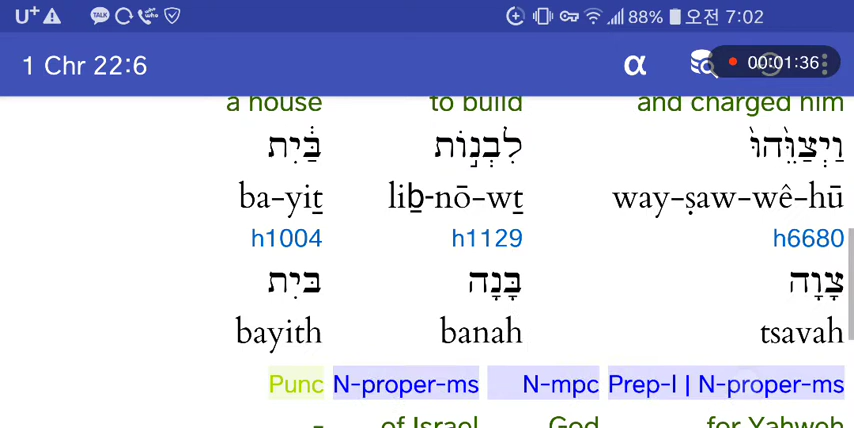 U+ TALK 88% 오전 7:02
1 Chr 22:6 α 00:01:36
a house to build and charged him
בַּ֔יִת לִבְנ֣וֹת וַיְצַוֵּ֙הוּ֙
ba-yiṯ liḇ-nō-wṯ way-ṣaw-wê-hū
h1004 h1129 h6680
בּיִת בָּנָה צָוָה
bayith banah tsavah
Punc N-proper-ms N-mpc Prep-l | N-proper-ms
- of Israel God for Yahweh